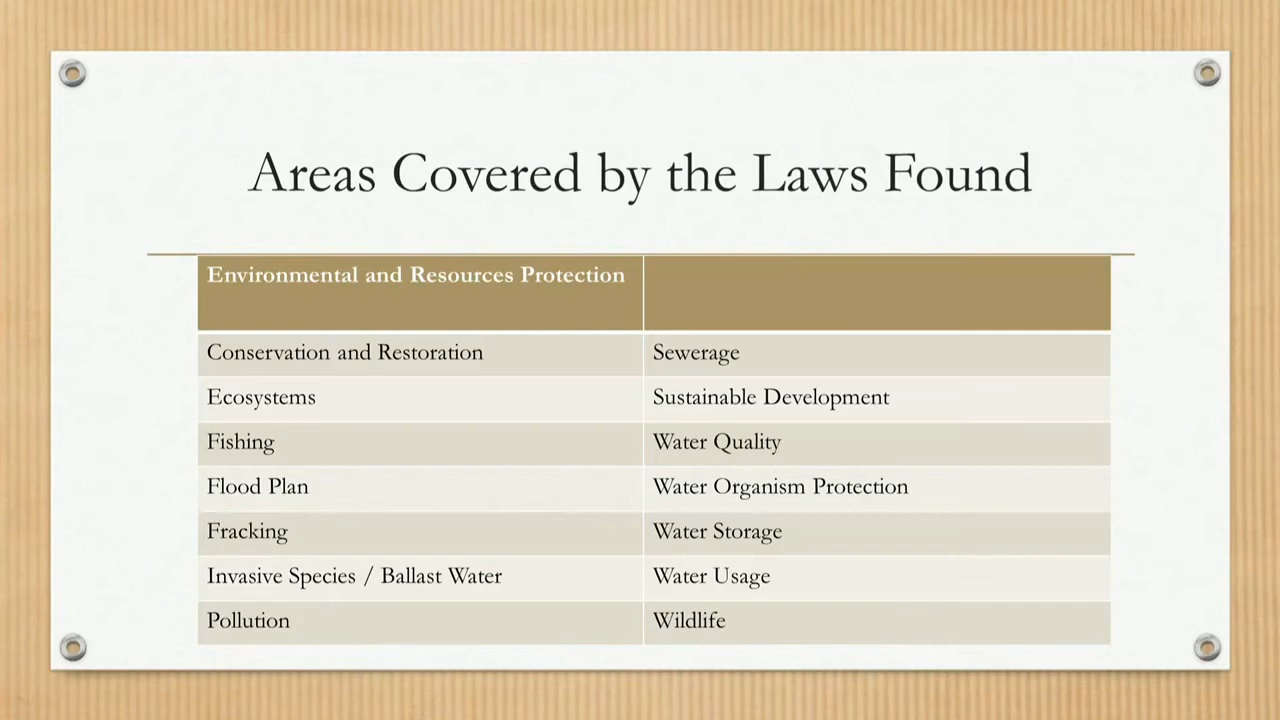 Areas Covered by the Laws Found
Environmental and Resources Protection
Conservation and Restoration
Sewerage
Ecosystems
Sustainable Development
Fishing
Water Quality
Flood Plan
Water Organism Protection
Fracking
Water Storage
Invasive Species / Ballast Water
Water Usage
Pollution
Wildlife